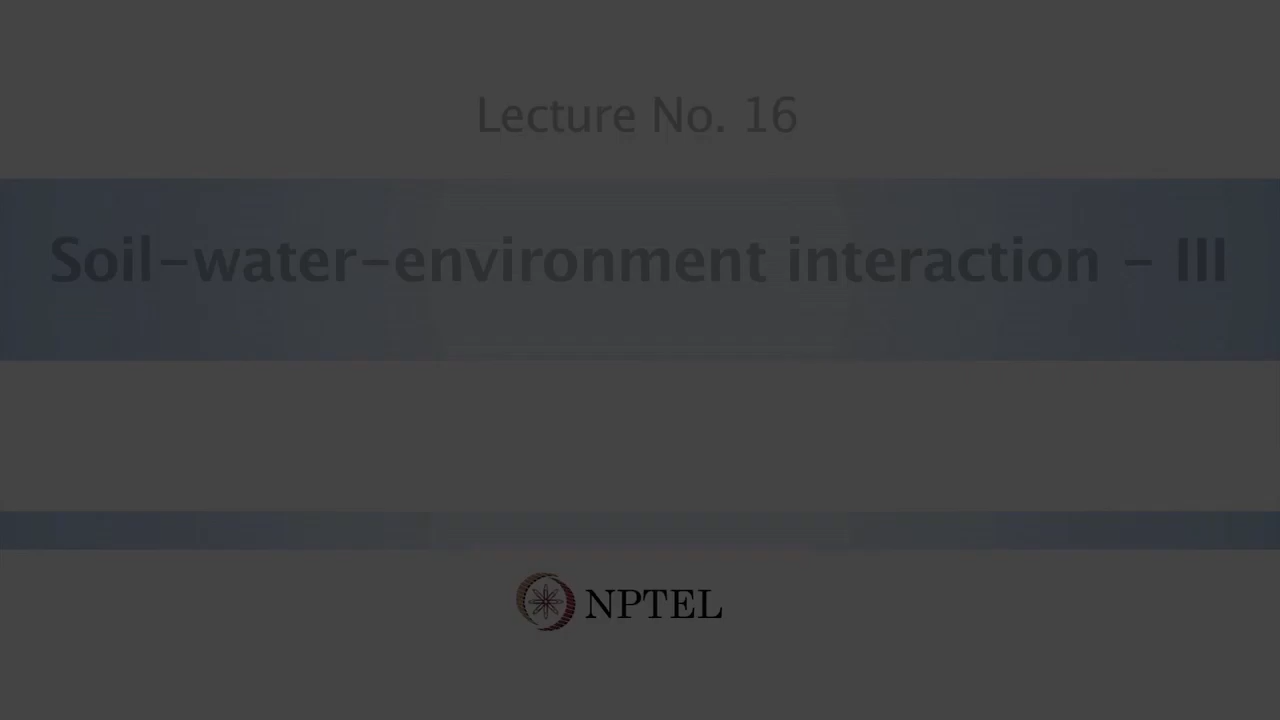 Lecture No. 16
Soil-water-environment interaction - III
NPTEL